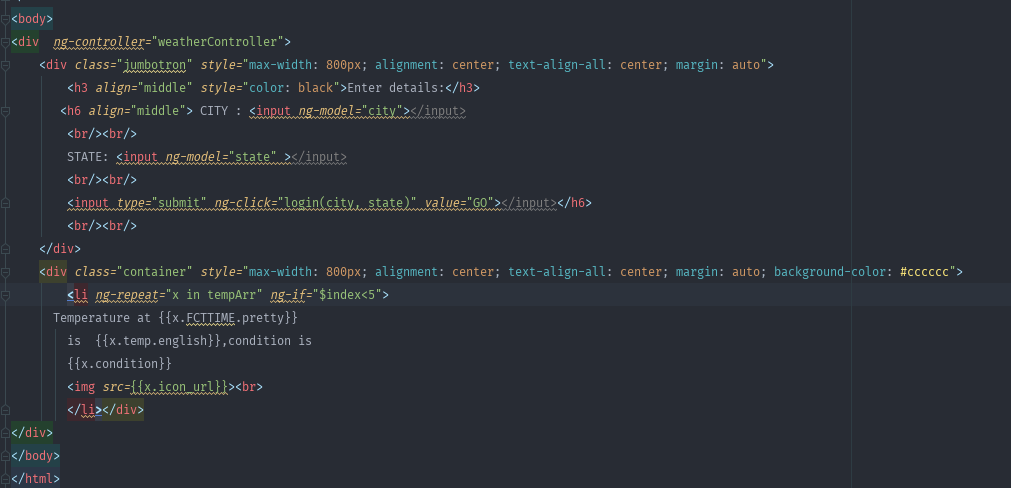 <body>
<div  ng-controller="weatherController">
<div class="jumbotron" style="max-width: 800px; alignment: center; text-align-all: center; margin: auto">
<h3 align="middle" style="color: black">Enter details:</h3>
<h6 align="middle"> CITY : <input ng-model="city"></input>
<br/><br/>
STATE: <input ng-model="state" ></input>
<br/><br/>
<input type="submit" ng-click="login(city, state)" value="GO"></input></h6>
<br/><br/>
</div>
<div class="container" style="max-width: 800px; alignment: center; text-align-all: center; margin: auto; background-color: #cccccc">
<li ng-repeat="x in tempArr" ng-if="$index<5">
Temperature at {{x.FCTTIME.pretty}}
is  {{x.temp.english}},condition is
{{x.condition}}
<img src={{x.icon_url}}><br>
</li></div>
</div>
</body>
</html>